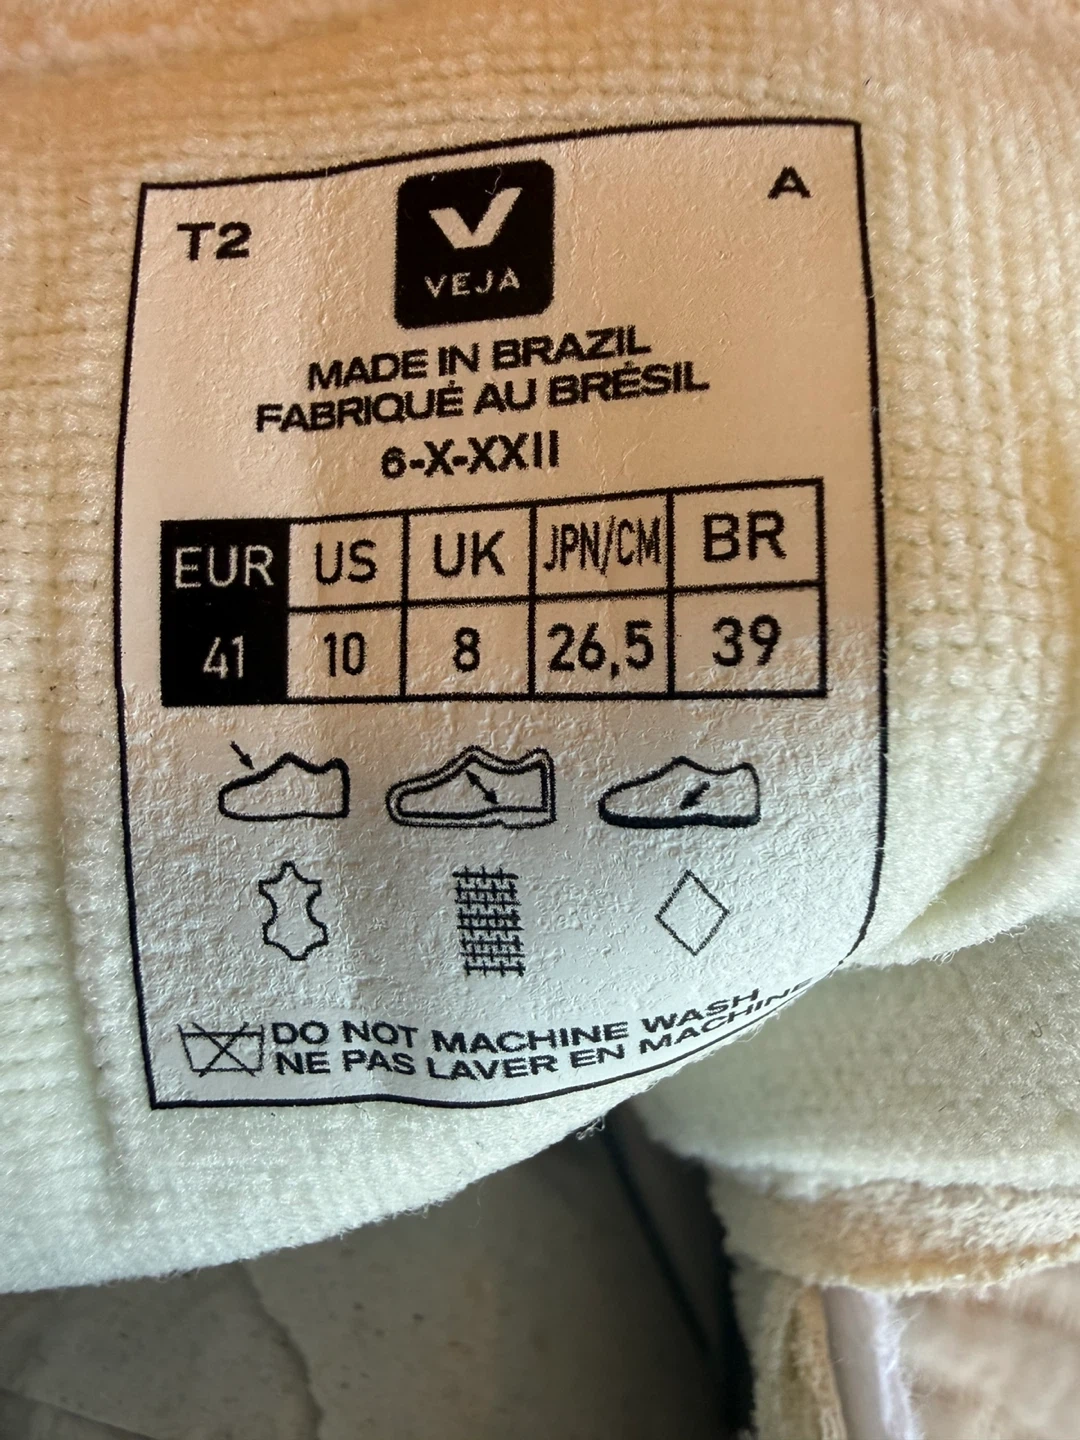 T2
A
VEJA
MADE IN BRAZIL
FABRIQUÉ AU BRÉSIL
6-X-XXII
EUR US UK JPN/CM BR
41 10 8 26,5 39
DO NOT MACHINE WASH
NE PAS LAVER EN MACHINE